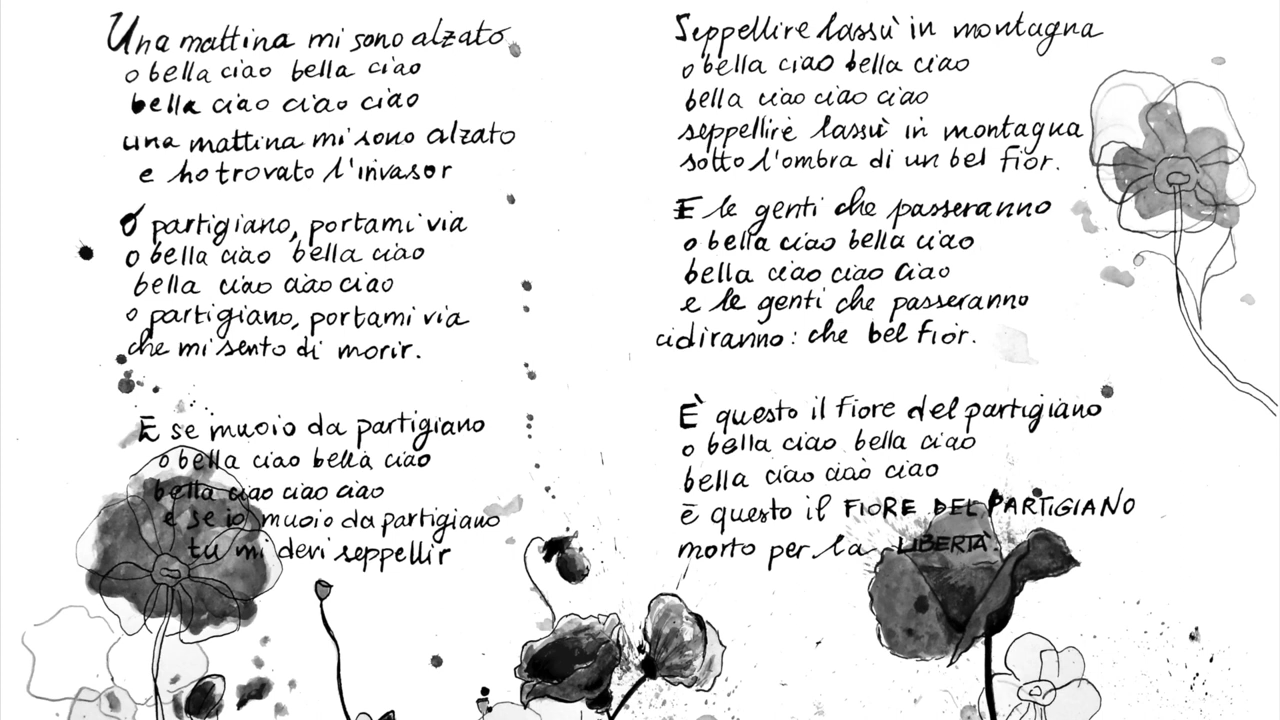 Una mattina mi sono alzato
o bella ciao bella ciao
bella ciao ciao ciao
una mattina mi sono alzato
e ho trovato l'invasor
O partigiano, portami via
o bella ciao bella ciao
bella ciao ciao ciao
o partigiano, portami via
che mi sento di morir.
E se muoio da partigiano
o bella ciao bella ciao
bella ciao ciao ciao
e se io muoio da partigiano
tu mi devi seppellir
Seppellire lassù in montagna
o bella ciao bella ciao
bella ciao ciao ciao
seppellire lassù in montagna
sotto l'ombra di un bel fior.
E le genti che passeranno
o bella ciao bella ciao
bella ciao ciao ciao
e le genti che passeranno
ci diranno: che bel fior.
È questo il fiore del partigiano
o bella ciao bella ciao
bella ciao ciao ciao
è questo il FIORE DEL PARTIGIANO
morto per la LIBERTÀ.